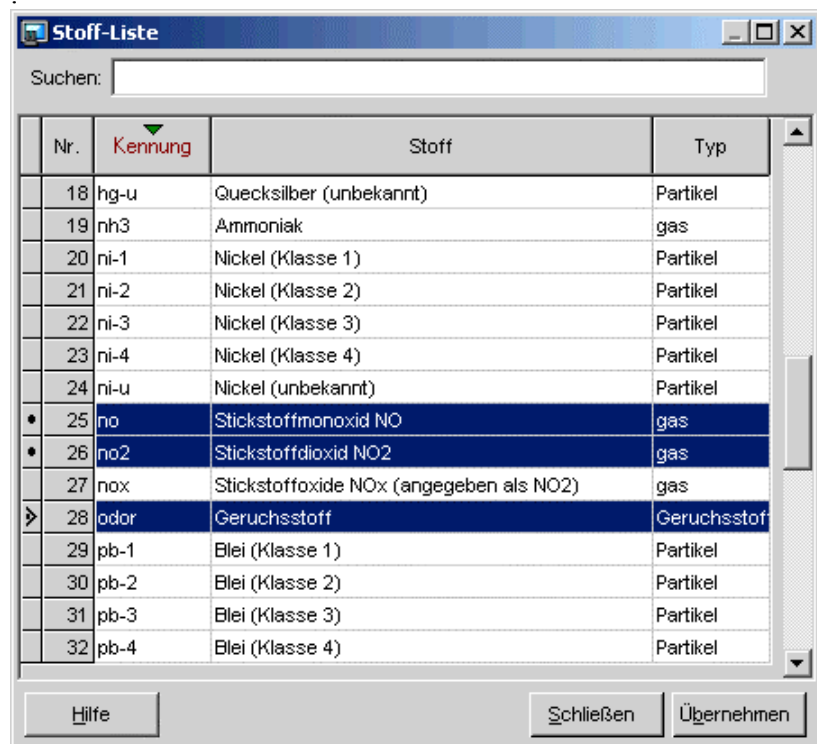 Stoff-Liste
Suchen:
Nr. Kennung Stoff Typ
18 hg-u Quecksilber (unbekannt) Partikel
19 nh3 Ammoniak gas
20 ni-1 Nickel (Klasse 1) Partikel
21 ni-2 Nickel (Klasse 2) Partikel
22 ni-3 Nickel (Klasse 3) Partikel
23 ni-4 Nickel (Klasse 4) Partikel
24 ni-u Nickel (unbekannt) Partikel
25 no Stickstoffmonoxid NO gas
26 no2 Stickstoffdioxid NO2 gas
27 nox Stickstoffoxide NOx (angegeben als NO2) gas
28 odor Geruchsstoff Geruchsstof
29 pb-1 Blei (Klasse 1) Partikel
30 pb-2 Blei (Klasse 2) Partikel
31 pb-3 Blei (Klasse 3) Partikel
32 pb-4 Blei (Klasse 4) Partikel
Hilfe Schließen Übernehmen